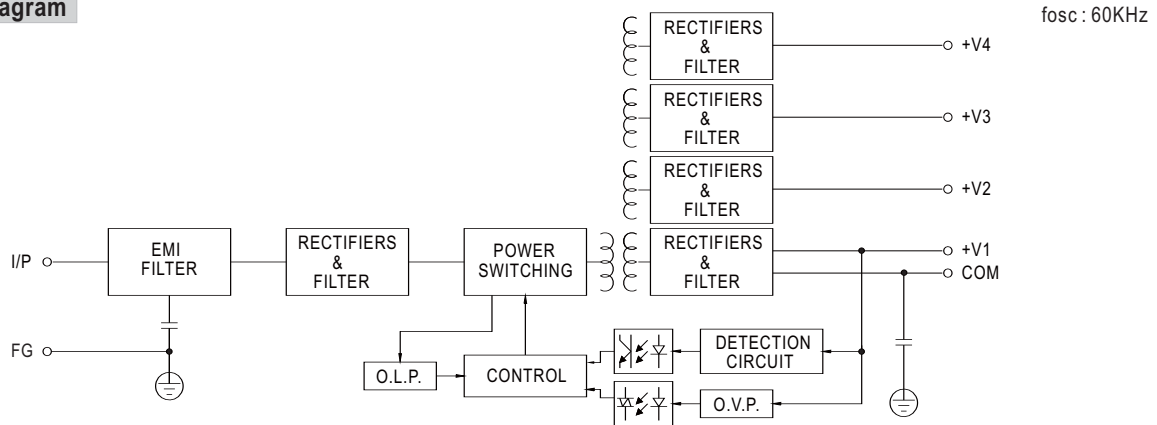 agram
fosc : 60KHz
RECTIFIERS
&
FILTER
+V4
RECTIFIERS
&
FILTER
+V3
RECTIFIERS
&
FILTER
+V2
I/P
EMI
FILTER
RECTIFIERS
&
FILTER
POWER
SWITCHING
RECTIFIERS
&
FILTER
+V1
COM
FG
O.L.P.
CONTROL
DETECTION
CIRCUIT
O.V.P.